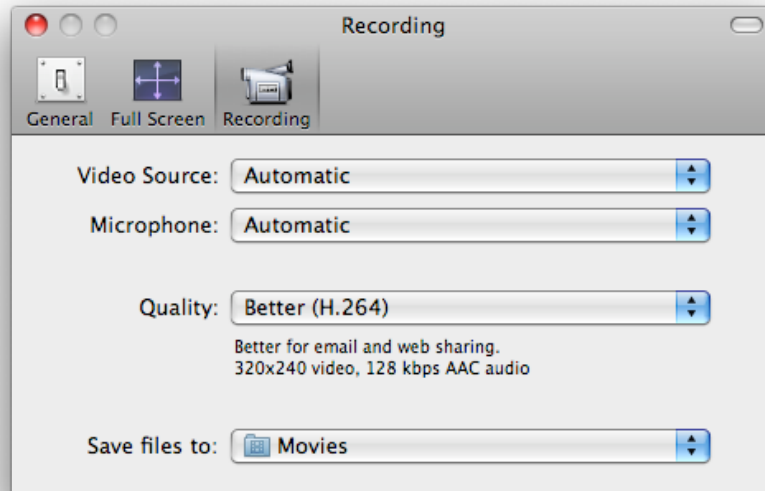 Recording
General Full Screen Recording
Video Source: Automatic
Microphone: Automatic
Quality: Better (H.264)
Better for email and web sharing.
320x240 video, 128 kbps AAC audio
Save files to: Movies